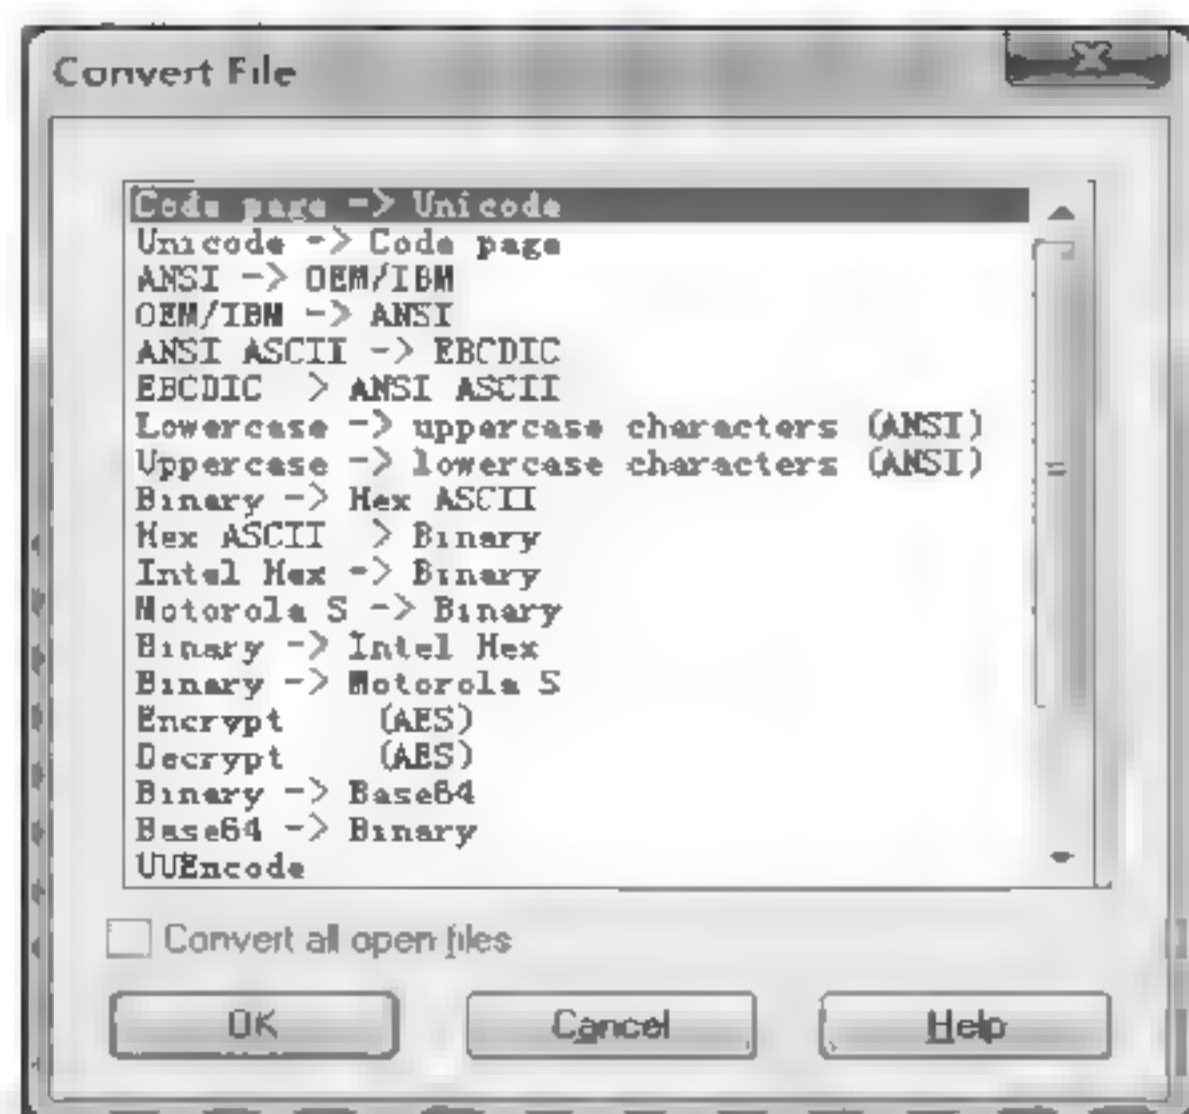 Convert File
Code page -> Unicode
Unicode -> Code page
ANSI -> OEM/IBM
OEM/IBM -> ANSI
ANSI ASCII -> EBCDIC
EBCDIC > ANSI ASCII
Lowercase -> uppercase characters (ANSI)
Uppercase -> lowercase characters (ANSI)
Binary -> Hex ASCII
Hex ASCII > Binary
Intel Hex -> Binary
Motorola S -> Binary
Binary -> Intel Hex
Binary -> Motorola S
Encrypt (AES)
Decrypt (AES)
Binary -> Base64
Base64 -> Binary
UUEncode
Convert all open files
OK Cancel Help